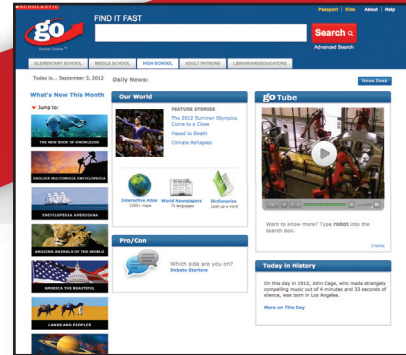 SCHOLASTIC
Passport | Kids About | Help
go
FIND IT FAST
Search
Advanced Search
ELEMENTARY SCHOOL MIDDLE SCHOOL HIGH SCHOOL ADULT PATRONS LIBRARIANS/EDUCATORS
Today is... September 5, 2012
Daily News:
News Desk
What's New This Month
Jump to:
THE NEW BOOK OF KNOWLEDGE
GROLIER MULTIMEDIA ENCYCLOPEDIA
ENCYCLOPEDIA AMERICANA
AMAZING ANIMALS OF THE WORLD
AMERICA THE BEAUTIFUL
LANDS AND PEOPLES
Our World
FEATURE STORIES
The 2012 Summer Olympics
Come to a Close
Hazed to Death
Climate Refugees
Interactive Atlas
1200+ maps
World Newspapers
73 languages
Dictionaries
Look up a word
Pro/Con
Which side are you on?
Debate Starters
go Tube
Want to know more? Type robot into the
search box.
Credits
Today in History
On this day in 1912, John Cage, who made strangely
compelling music out of 4 minutes and 33 seconds of
silence, was born in Los Angeles.
More on This Day